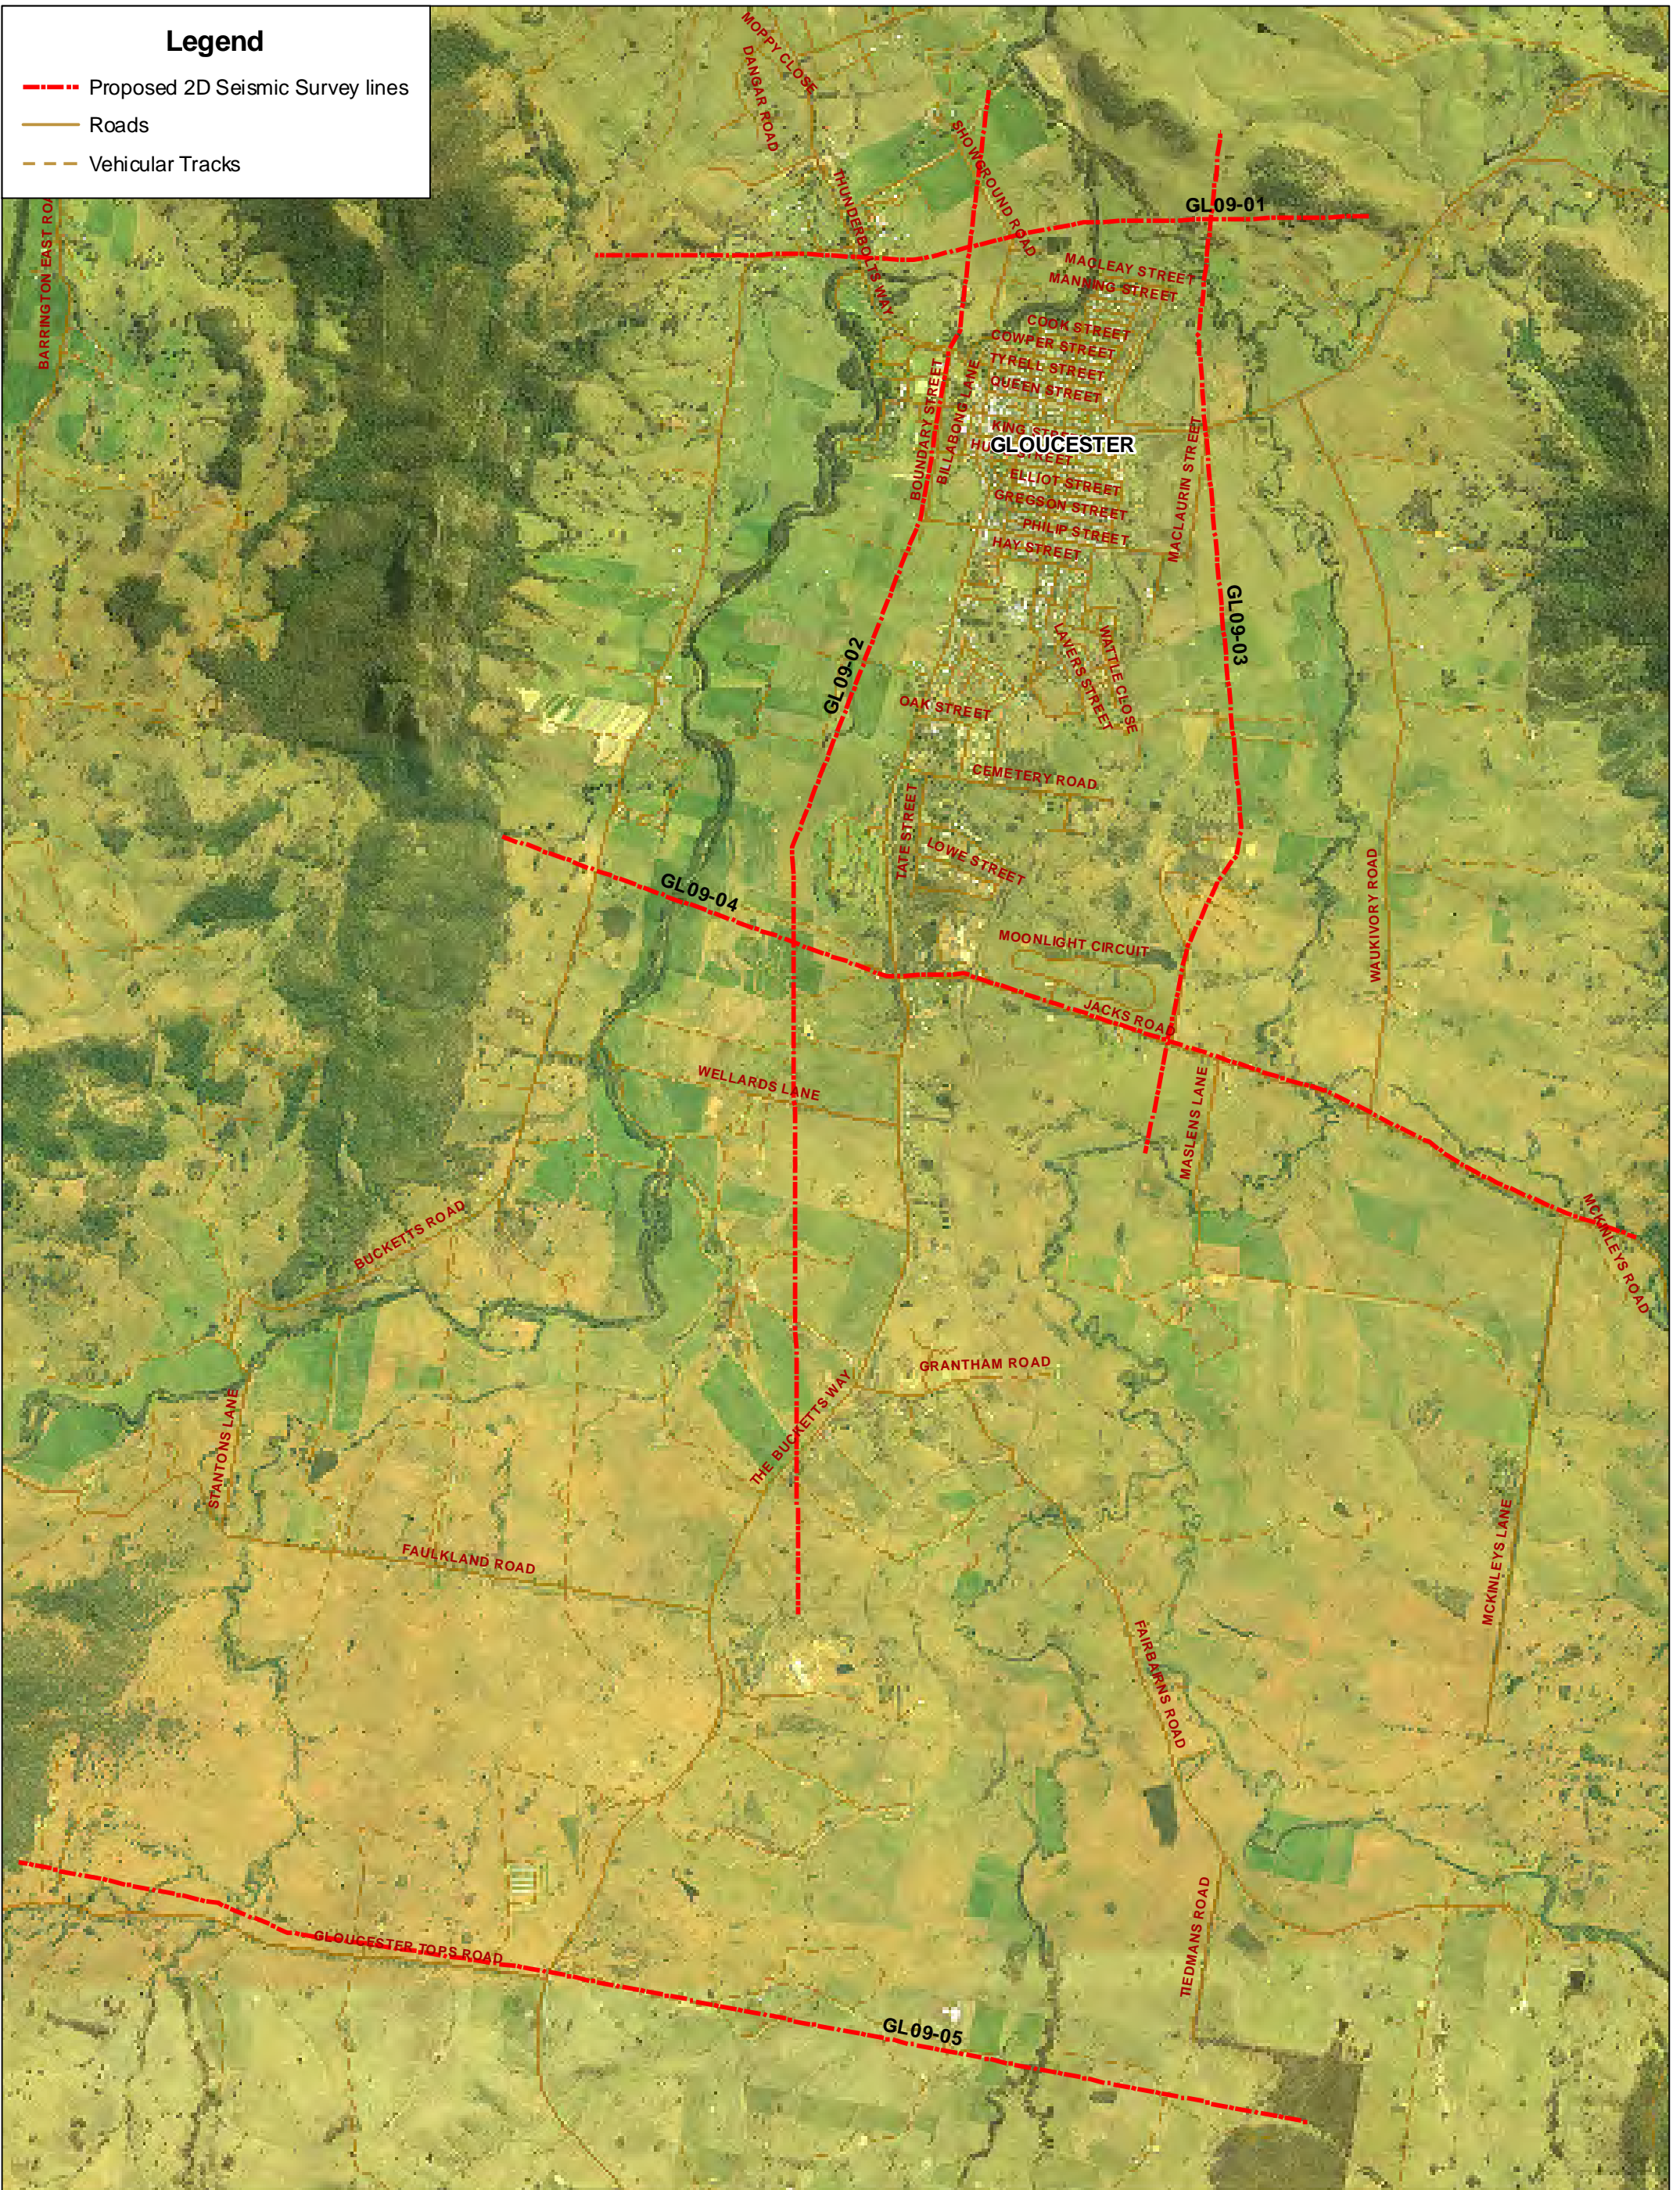 Legend
Proposed 2D Seismic Survey lines
Roads
Vehicular Tracks
MOPPY CLOSE
DANGAR ROAD
SHOWGROUND ROAD
THUNDERBOLTS WAY
BARRINGTON EAST ROA
GL09-01
MACLEAY STREET
MANNING STREET
COOK STREET
COWPER STREET
TYRELL STREET
QUEEN STREET
BOUNDARY STREET
BILLABONG LANE
KING STREET
GLOUCESTER
STREET
ELLIOT STREET
GREGSON STREET
PHILIP STREET
HAY STREET
MACLAURIN STREET
GL09-03
GL09-02
LAVERS STREET
WATTLE CLOSE
OAK STREET
CEMETERY ROAD
TATE STREET
LOWE STREET
GL09-04
WAUKIVORY ROAD
MOONLIGHT CIRCUIT
JACKS ROAD
WELLARDS LANE
MASLENS LANE
BUCKETTS ROAD
MCKINLEYS ROAD
GRANTHAM ROAD
THE BUCKETTS WAY
STANTONS LANE
MCKINLEYS LANE
FAULKLAND ROAD
FAIRBARNS ROAD
GLOUCESTER TOPS ROAD
TIEDMANS ROAD
GL09-05